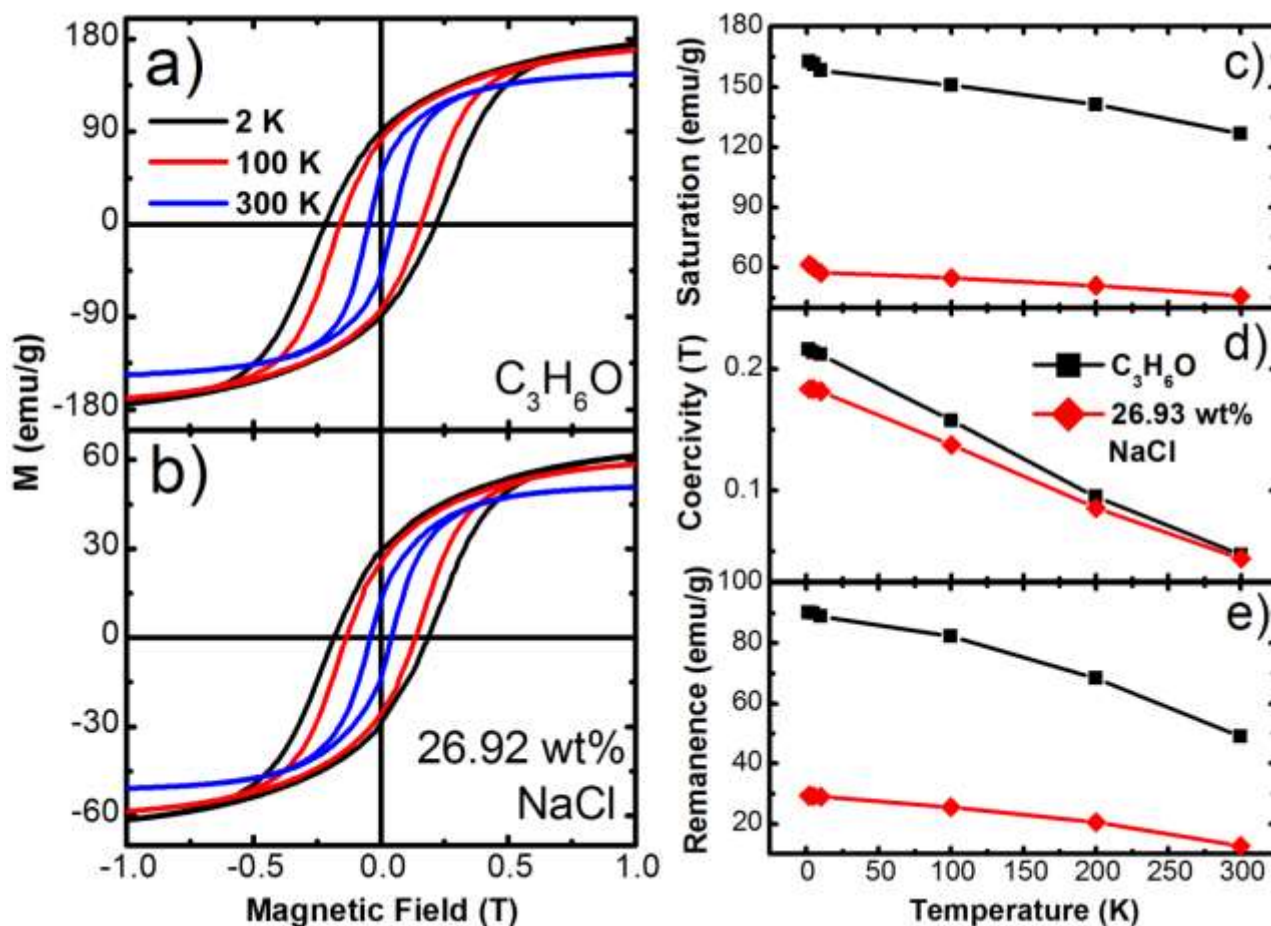 a)
180
90
0
-90
-180
2 K
100 K
300 K
C₃H₆O
b)
60
30
0
-30
-60
26.92 wt%
NaCl
M (emu/g)
-1.0 -0.5 0.0 0.5 1.0
Magnetic Field (T)
c)
180
150
120
90
60
Saturation (emu/g)
d)
0.2
0.1
Coercivity (T)
C₃H₆O
26.93 wt%
NaCl
e)
100
80
60
40
20
Remanence (emu/g)
0 50 100 150 200 250 300
Temperature (K)